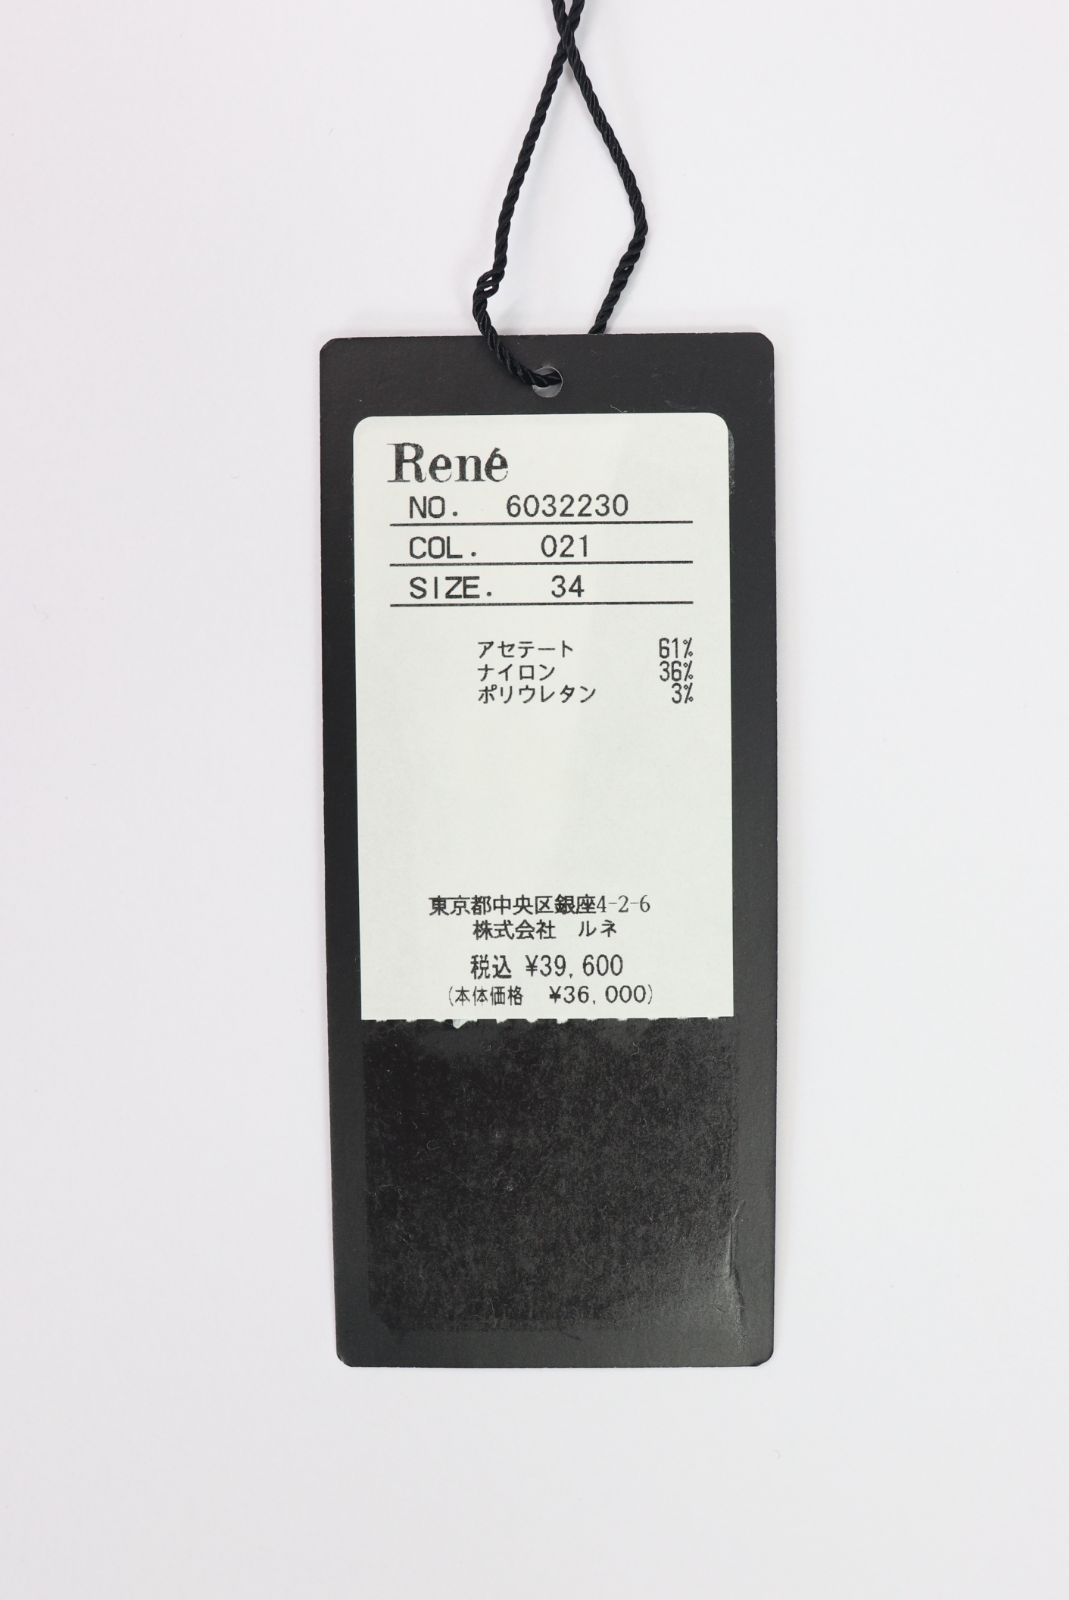 René
NO. 6032230
COL. 021
SIZE. 34
アセテート 61%
ナイロン 36%
ポリウレタン 3%
東京都中央区銀座4-2-6
株式会社 ルネ
税込 ¥39,600
(本体価格 ¥36,000)